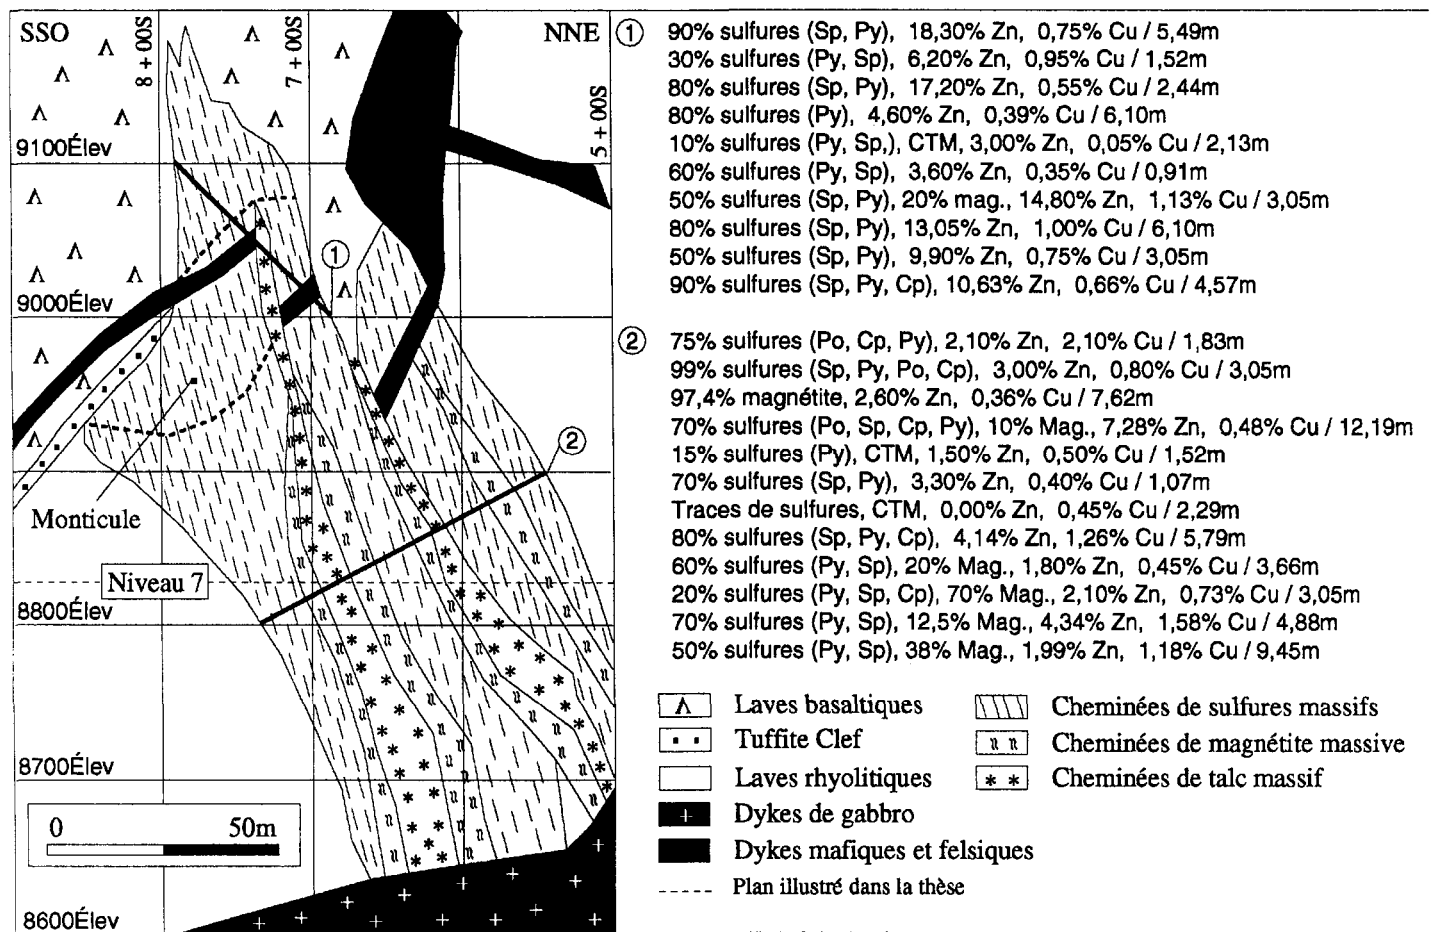 SSO
8 + 00S
7 + 00S
NNE
5 + 00S
9100Élev
9000Élev
Monticule
Niveau 7
8800Élev
8700Élev
8600Élev
0 50m
1
2
1 90% sulfures (Sp, Py), 18,30% Zn, 0,75% Cu / 5,49m
30% sulfures (Py, Sp), 6,20% Zn, 0,95% Cu / 1,52m
80% sulfures (Sp, Py), 17,20% Zn, 0,55% Cu / 2,44m
80% sulfures (Py), 4,60% Zn, 0,39% Cu / 6,10m
10% sulfures (Py, Sp,), CTM, 3,00% Zn, 0,05% Cu / 2,13m
60% sulfures (Py, Sp), 3,60% Zn, 0,35% Cu / 0,91m
50% sulfures (Sp, Py), 20% mag., 14,80% Zn, 1,13% Cu / 3,05m
80% sulfures (Sp, Py), 13,05% Zn, 1,00% Cu / 6,10m
50% sulfures (Sp, Py), 9,90% Zn, 0,75% Cu / 3,05m
90% sulfures (Sp, Py, Cp), 10,63% Zn, 0,66% Cu / 4,57m
2 75% sulfures (Po, Cp, Py), 2,10% Zn, 2,10% Cu / 1,83m
99% sulfures (Sp, Py, Po, Cp), 3,00% Zn, 0,80% Cu / 3,05m
97,4% magnétite, 2,60% Zn, 0,36% Cu / 7,62m
70% sulfures (Po, Sp, Cp, Py), 10% Mag., 7,28% Zn, 0,48% Cu / 12,19m
15% sulfures (Py), CTM, 1,50% Zn, 0,50% Cu / 1,52m
70% sulfures (Sp, Py), 3,30% Zn, 0,40% Cu / 1,07m
Traces de sulfures, CTM, 0,00% Zn, 0,45% Cu / 2,29m
80% sulfures (Sp, Py, Cp), 4,14% Zn, 1,26% Cu / 5,79m
60% sulfures (Py, Sp), 20% Mag., 1,80% Zn, 0,45% Cu / 3,66m
20% sulfures (Py, Sp, Cp), 70% Mag., 2,10% Zn, 0,73% Cu / 3,05m
70% sulfures (Py, Sp), 12,5% Mag., 4,34% Zn, 1,58% Cu / 4,88m
50% sulfures (Py, Sp), 38% Mag., 1,99% Zn, 1,18% Cu / 9,45m
Laves basaltiques
Tuffite Clef
Laves rhyolitiques
Dykes de gabbro
Dykes mafiques et felsiques
Plan illustré dans la thèse
Cheminées de sulfures massifs
Cheminées de magnétite massive
Cheminées de talc massif